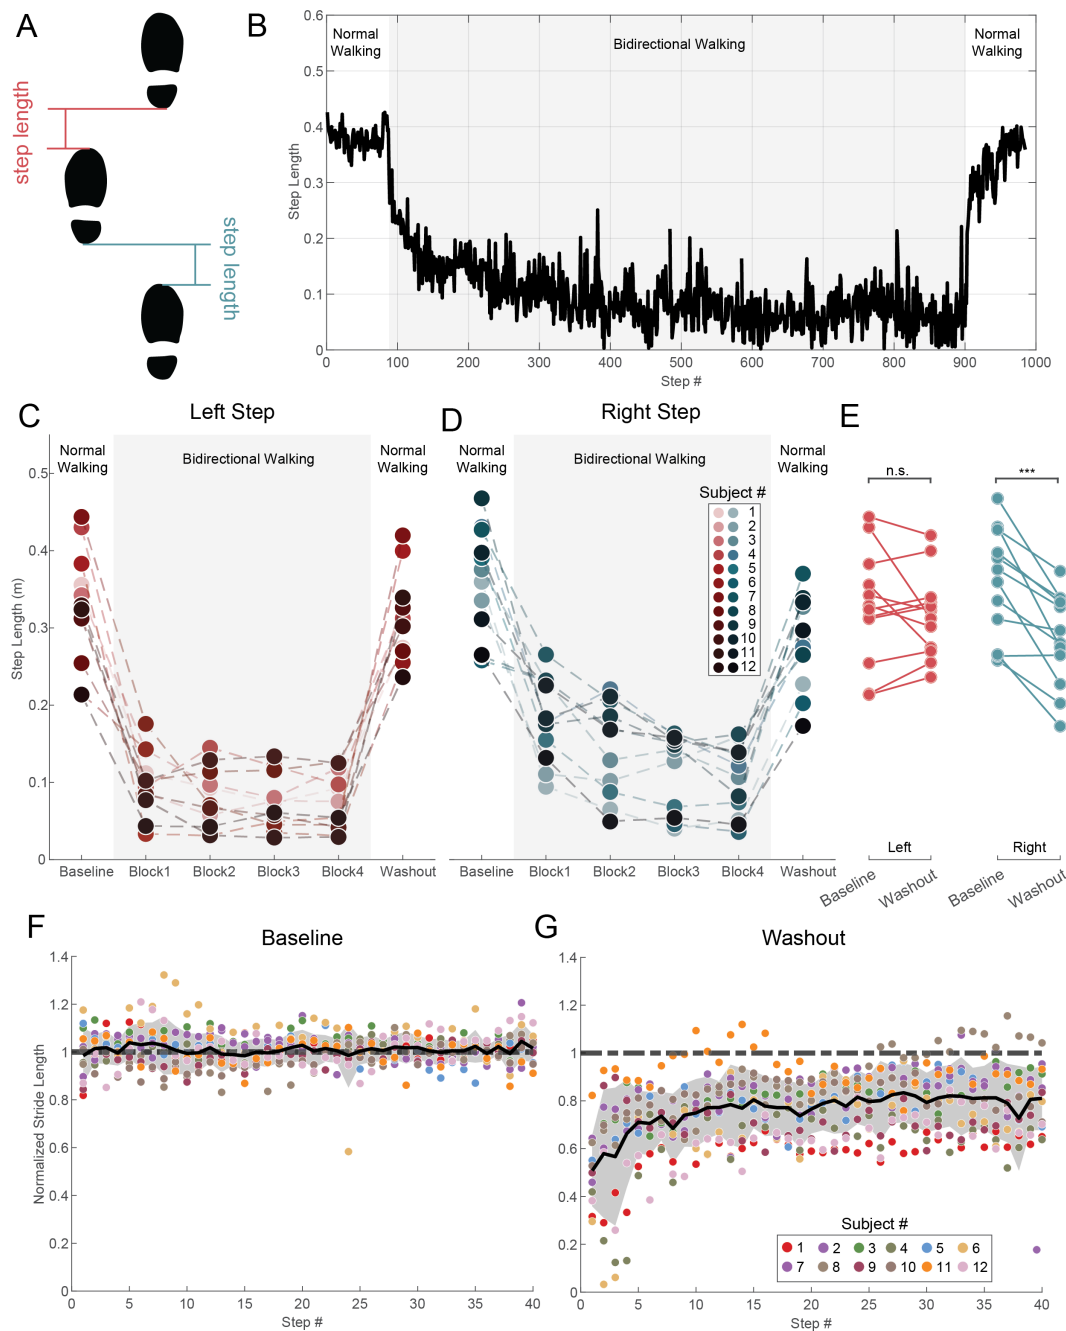 A
step length
step length
B
0.6
0.5
0.4
0.3
0.2
0.1
0
Step Length
Normal
Walking
Bidirectional Walking
Normal
Walking
0
100
200
300
400
500
600
700
800
900
1000
Step #
C
Left Step
Normal
Walking
Bidirectional Walking
Normal
Walking
0.5
0.4
0.3
0.2
0.1
0
Step Length (m)
Baseline
Block1
Block2
Block3
Block4
Washout
D
Right Step
Normal
Walking
Bidirectional Walking
Normal
Walking
Subject #
1
2
3
4
5
6
7
8
9
10
11
12
Baseline
Block1
Block2
Block3
Block4
Washout
E
n.s.
***
Left
Right
Baseline
Washout
Baseline
Washout
F
Baseline
1.4
1.2
1
0.8
0.6
0.4
0.2
0
Normalized Stride Length
0
5
10
15
20
25
30
35
40
Step #
G
Washout
1.4
1.2
1
0.8
0.6
0.4
0.2
0
Subject #
1 2 3 4 5 6
7 8 9 10 11 12
0
5
10
15
20
25
30
35
40
Step #